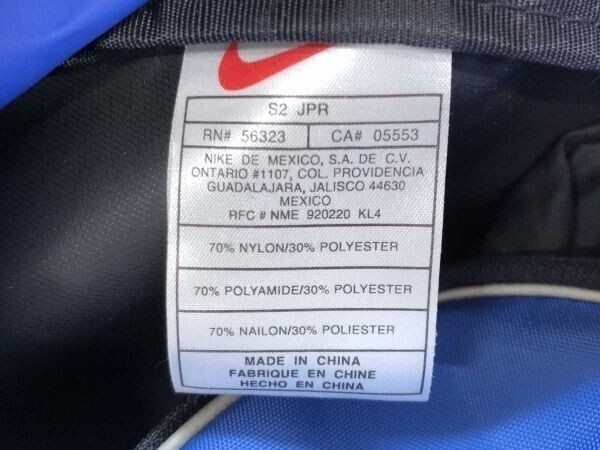 S2 JPR
RN# 56323 CA# 05553
NIKE DE MEXICO, S.A. DE C.V.
ONTARIO #1107, COL. PROVIDENCIA
GUADALAJARA, JALISCO 44630
MEXICO
RFC # NME 920220 KL4
70% NYLON/30% POLYESTER
70% POLYAMIDE/30% POLYESTER
70% NAILON/30% POLIESTER
MADE IN CHINA
FABRIQUE EN CHINE
HECHO EN CHINA